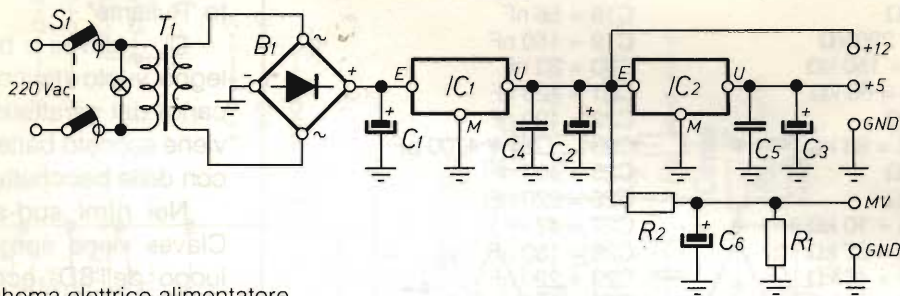 S1
T1
B1
220 Vac
~
~
-
+
E
IC1
U
M
+
C1
C4
+
C2
E
IC2
U
M
C5
+
C3
+12
+5
GND
MV
GND
R2
+
C6
R1
hema elettrico alimentatore